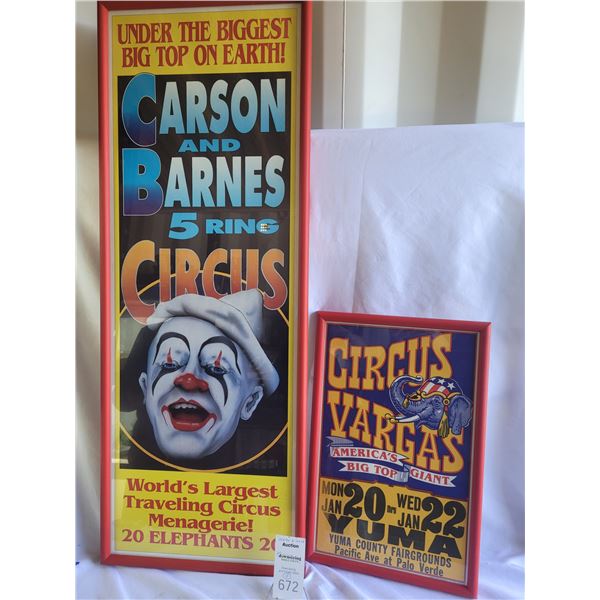 UNDER THE BIGGEST
BIG TOP ON EARTH!
CARSON
AND
BARNES
5 RING
CIRCUS
World's Largest
Traveling Circus
Menagerie!
20 ELEPHANTS 20
CIRCUS
VARGAS
AMERICA'S
BIG TOP GIANT
MON WED
JAN 20 THRU JAN 22
YUMA
YUMA COUNTY FAIRGROUNDS
Pacific Ave at Palo Verde
Auction
672